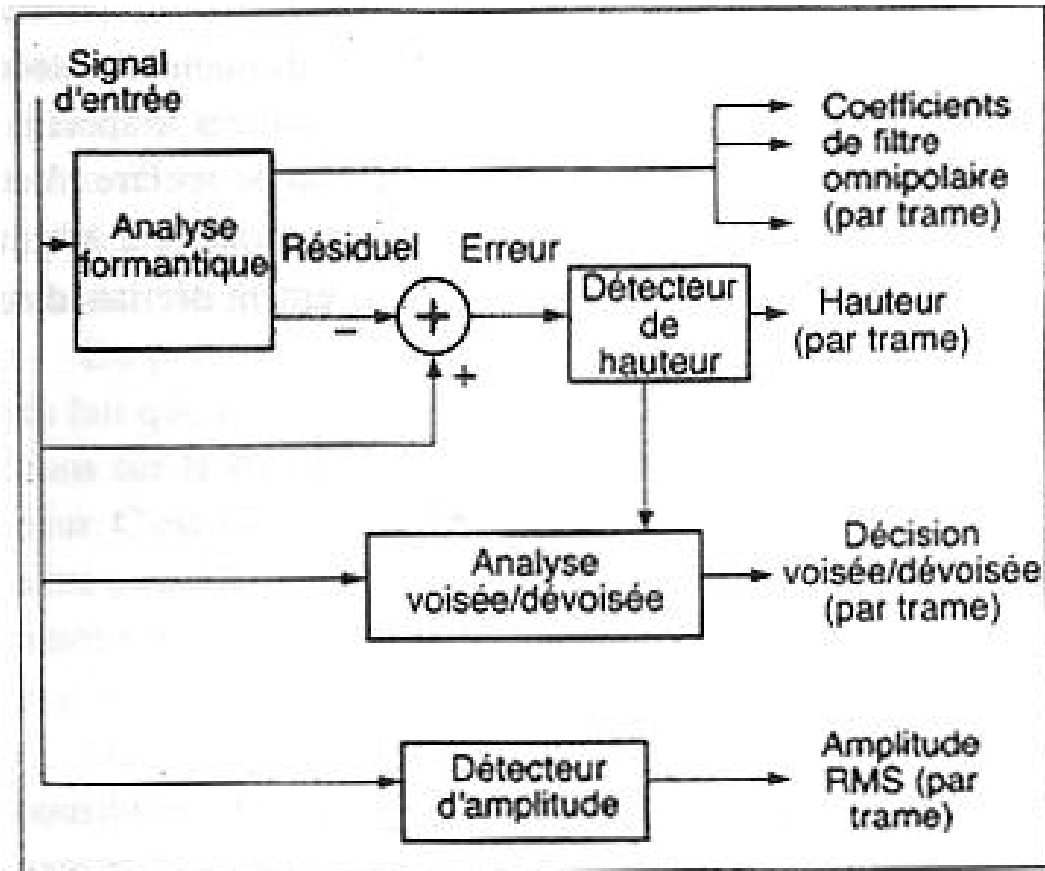 Signal
d'entrée
Analyse
formantique
Résiduel
Erreur
−
+
+
Détecteur
de
hauteur
Coefficients
de filtre
omnipolaire
(par trame)
Hauteur
(par trame)
Analyse
voisée/dévoisée
Décision
voisée/dévoisée
(par trame)
Détecteur
d'amplitude
Amplitude
RMS (par
trame)